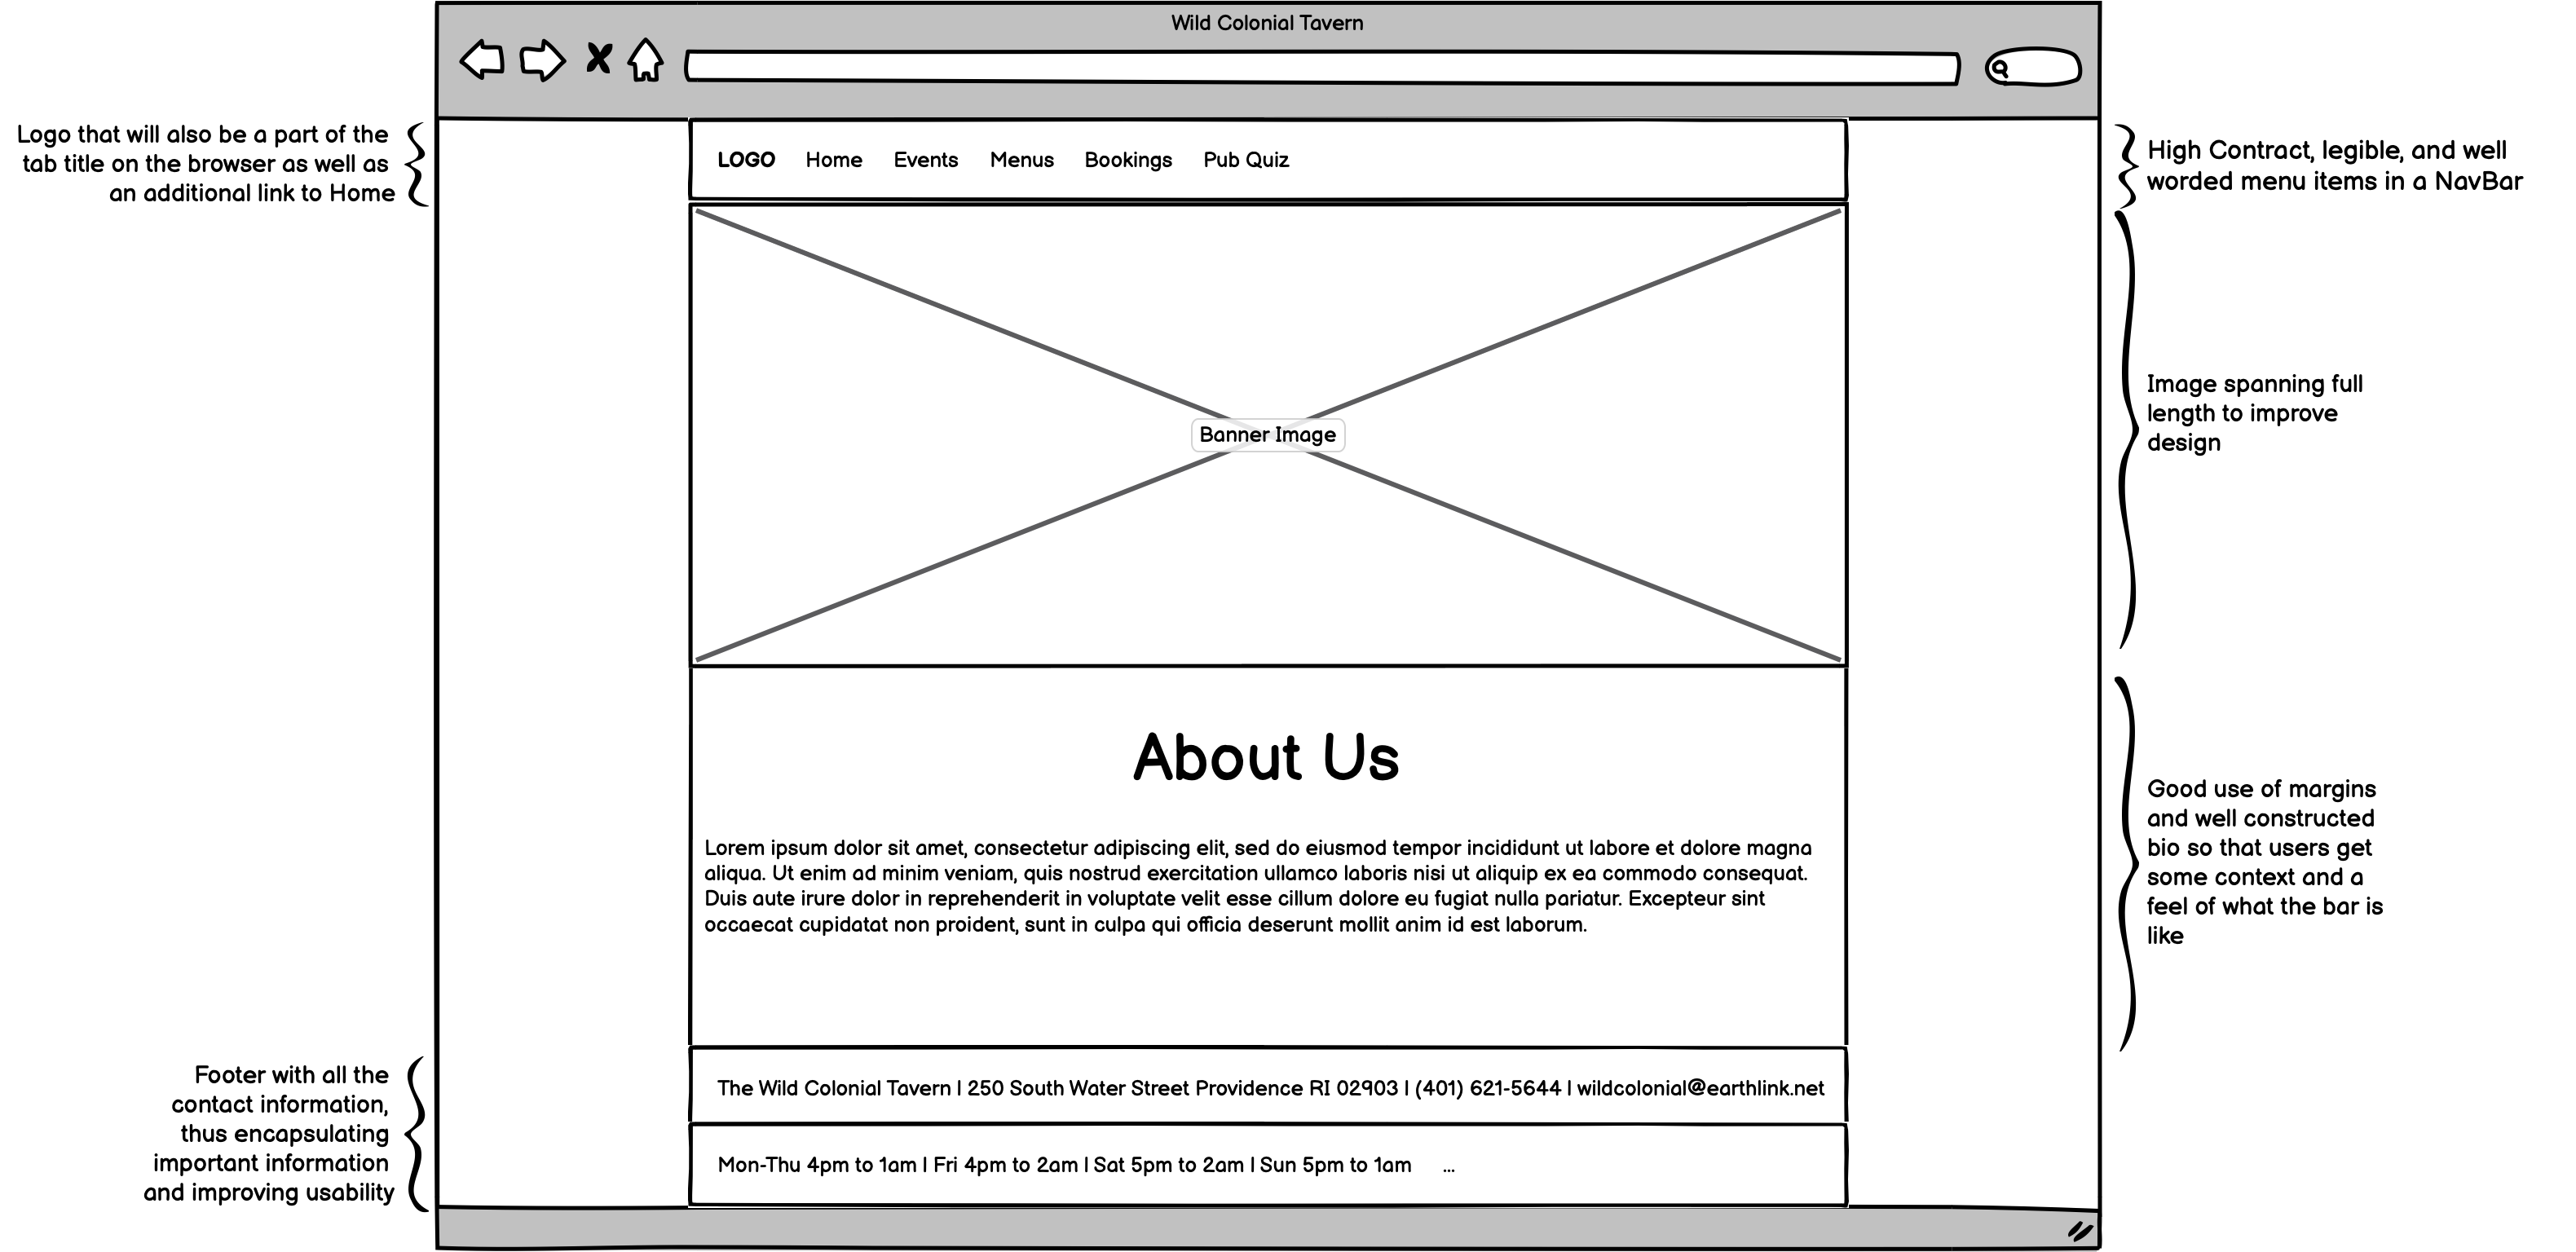 Wild Colonial Tavern
Logo that will also be a part of the
tab title on the browser as well as
an additional link to Home
LOGO Home Events Menus Bookings Pub Quiz
High Contract, legible, and well
worded menu items in a NavBar
Banner Image
Image spanning full
length to improve
design
About Us
Lorem ipsum dolor sit amet, consectetur adipiscing elit, sed do eiusmod tempor incididunt ut labore et dolore magna
aliqua. Ut enim ad minim veniam, quis nostrud exercitation ullamco laboris nisi ut aliquip ex ea commodo consequat.
Duis aute irure dolor in reprehenderit in voluptate velit esse cillum dolore eu fugiat nulla pariatur. Excepteur sint
occaecat cupidatat non proident, sunt in culpa qui officia deserunt mollit anim id est laborum.
Good use of margins
and well constructed
bio so that users get
some context and a
feel of what the bar is
like
Footer with all the
contact information,
thus encapsulating
important information
and improving usability
The Wild Colonial Tavern | 250 South Water Street Providence RI 02903 | (401) 621-5644 | wildcolonial@earthlink.net
Mon-Thu 4pm to 1am | Fri 4pm to 2am | Sat 5pm to 2am | Sun 5pm to 1am ...